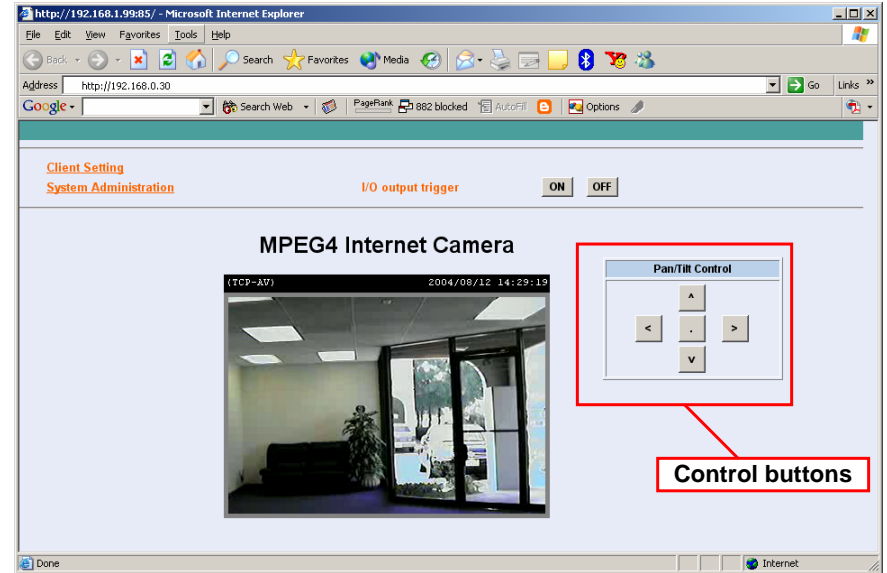 http://192.168.1.99:85/ - Microsoft Internet Explorer
File Edit View Favorites Tools Help
Back Search Favorites Media
Address http://192.168.0.30 Go Links »
Google Search Web PageRank 882 blocked AutoFill Options
Client Setting
System Administration I/O output trigger ON OFF
MPEG4 Internet Camera
(TCP-AV) 2004/08/12 14:29:19
Pan/Tilt Control
^
< . >
v
Control buttons
Done Internet